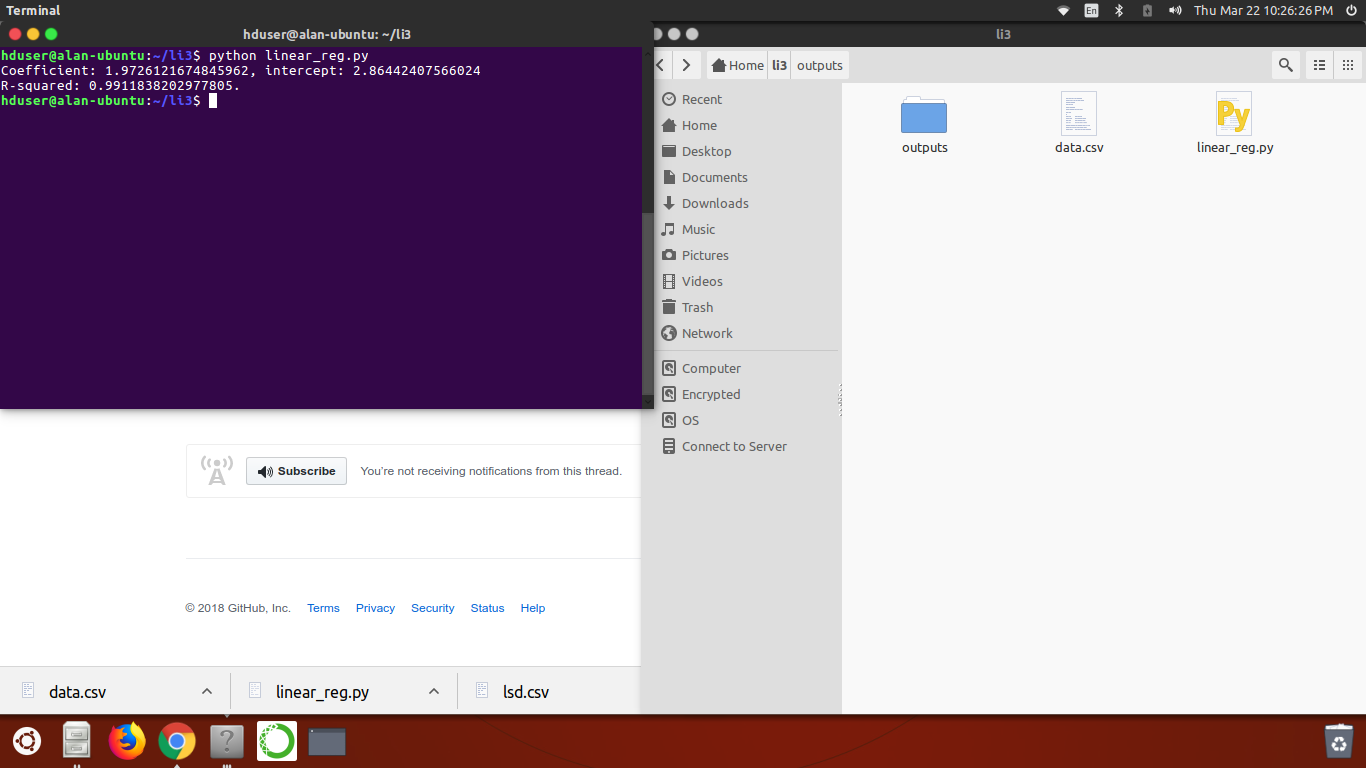 Terminal
En
Thu Mar 22 10:26:26 PM
hduser@alan-ubuntu: ~/li3
hduser@alan-ubuntu:~/li3$ python linear_reg.py
Coefficient: 1.9726121674845962, intercept: 2.86442407566024
R-squared: 0.9911838202977805.
hduser@alan-ubuntu:~/li3$
li3
Home
li3
outputs
Recent
Home
Desktop
Documents
Downloads
Music
Pictures
Videos
Trash
Network
Computer
Encrypted
OS
Connect to Server
outputs
data.csv
Py
linear_reg.py
Subscribe
You're not receiving notifications from this thread.
© 2018 GitHub, Inc. Terms Privacy Security Status Help
data.csv
linear_reg.py
lsd.csv
?